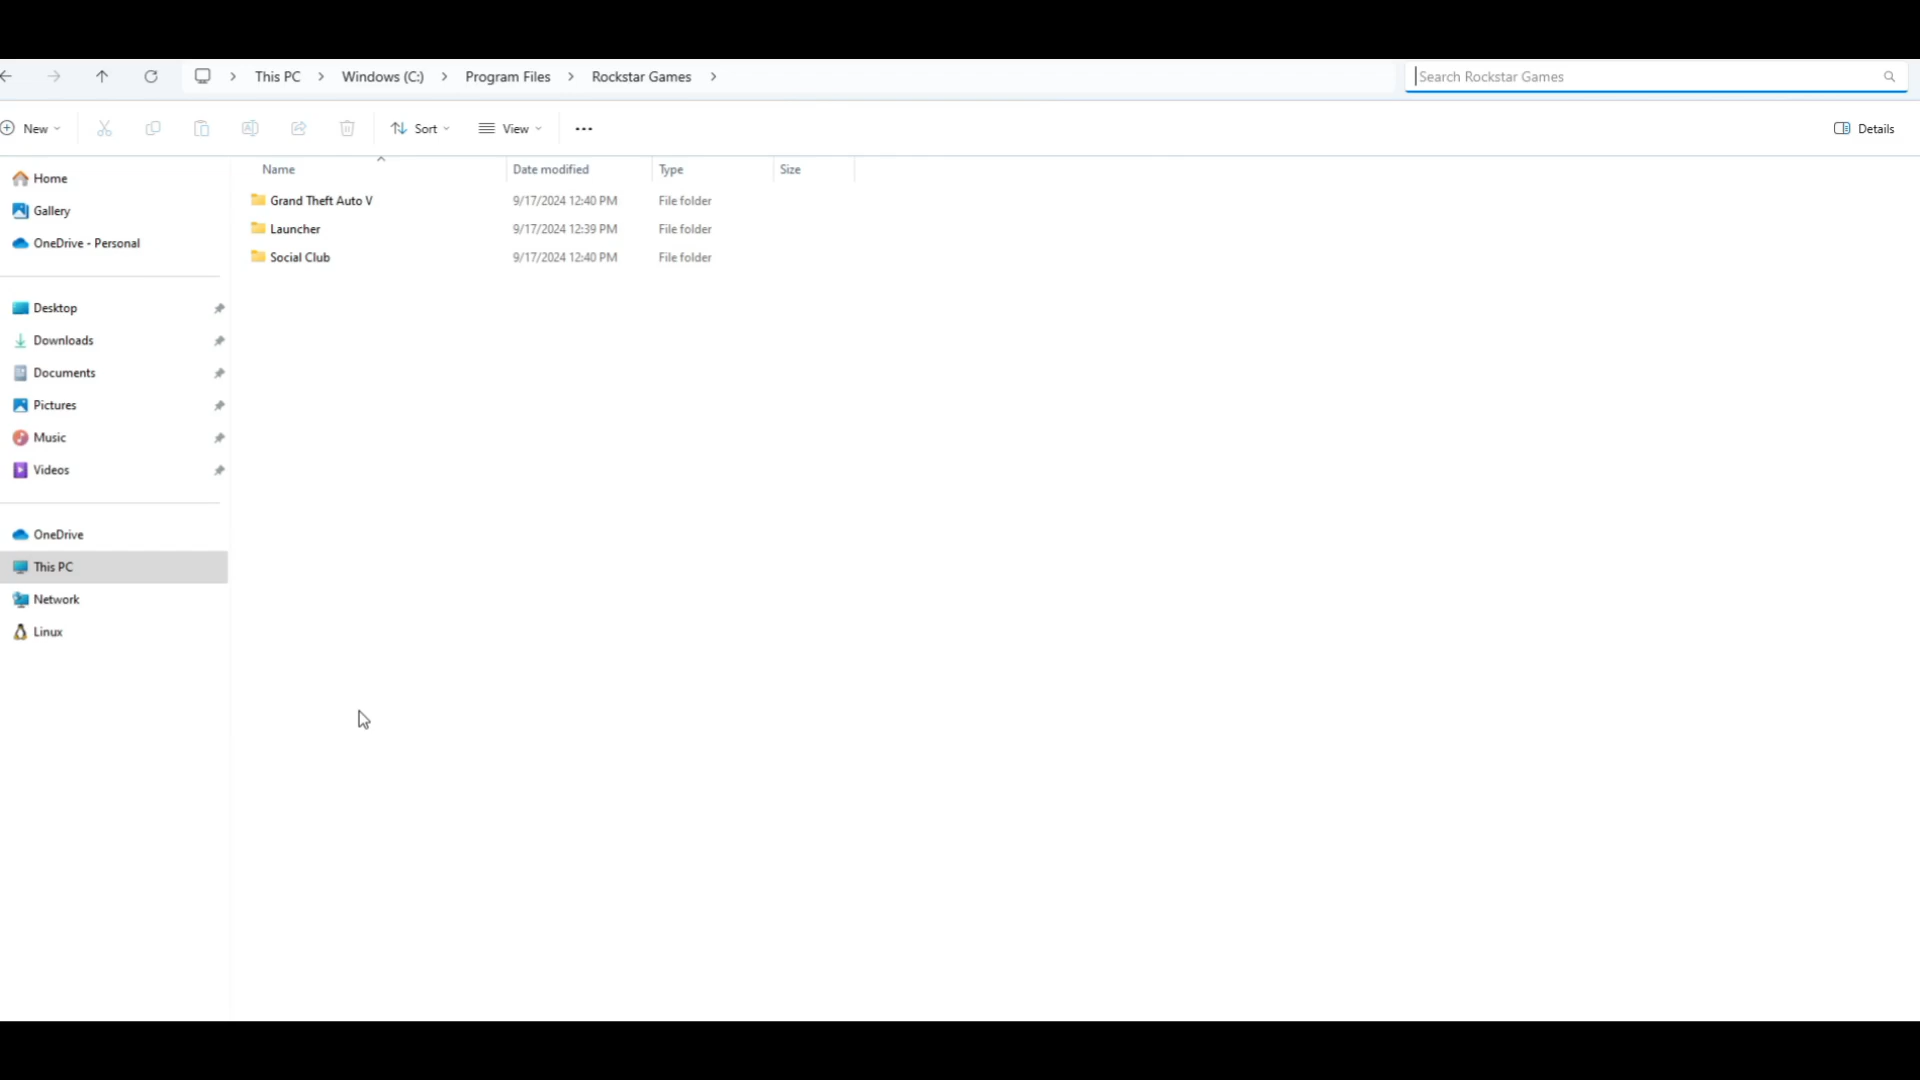 This PC > Windows (C:) > Program Files > Rockstar Games >
Search Rockstar Games
New
Sort
View
Details
Name Date modified Type Size
Grand Theft Auto V 9/17/2024 12:40 PM File folder
Launcher 9/17/2024 12:39 PM File folder
Social Club 9/17/2024 12:40 PM File folder
Home
Gallery
OneDrive - Personal
Desktop
Downloads
Documents
Pictures
Music
Videos
OneDrive
This PC
Network
Linux